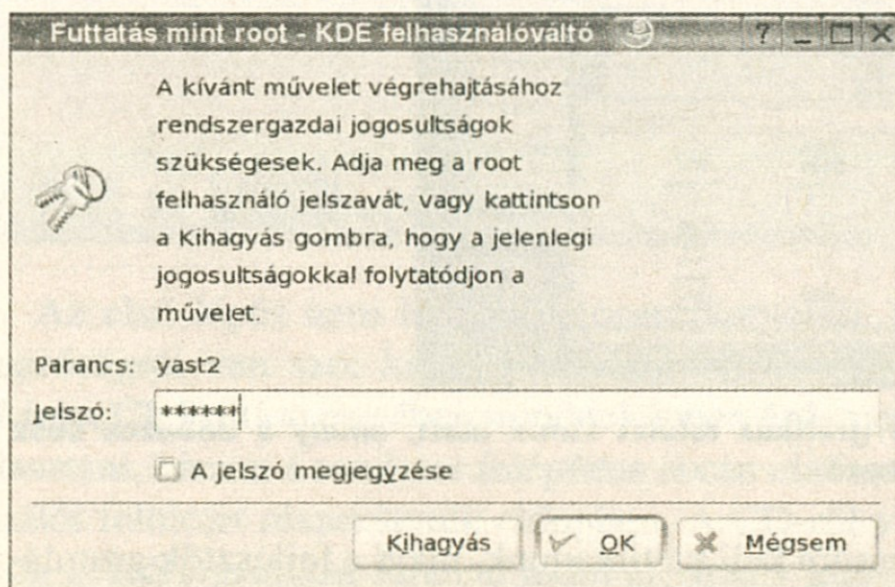 Futtatás mint root - KDE felhasználóváltó
A kívánt művelet végrehajtásához
rendszergazdai jogosultságok
szükségesek. Adja meg a root
felhasználó jelszavát, vagy kattintson
a Kihagyás gombra, hogy a jelenlegi
jogosultságokkal folytatódjon a
művelet.
Parancs: yast2
Jelszó: ******
A jelszó megjegyzése
Kihagyás OK Mégsem